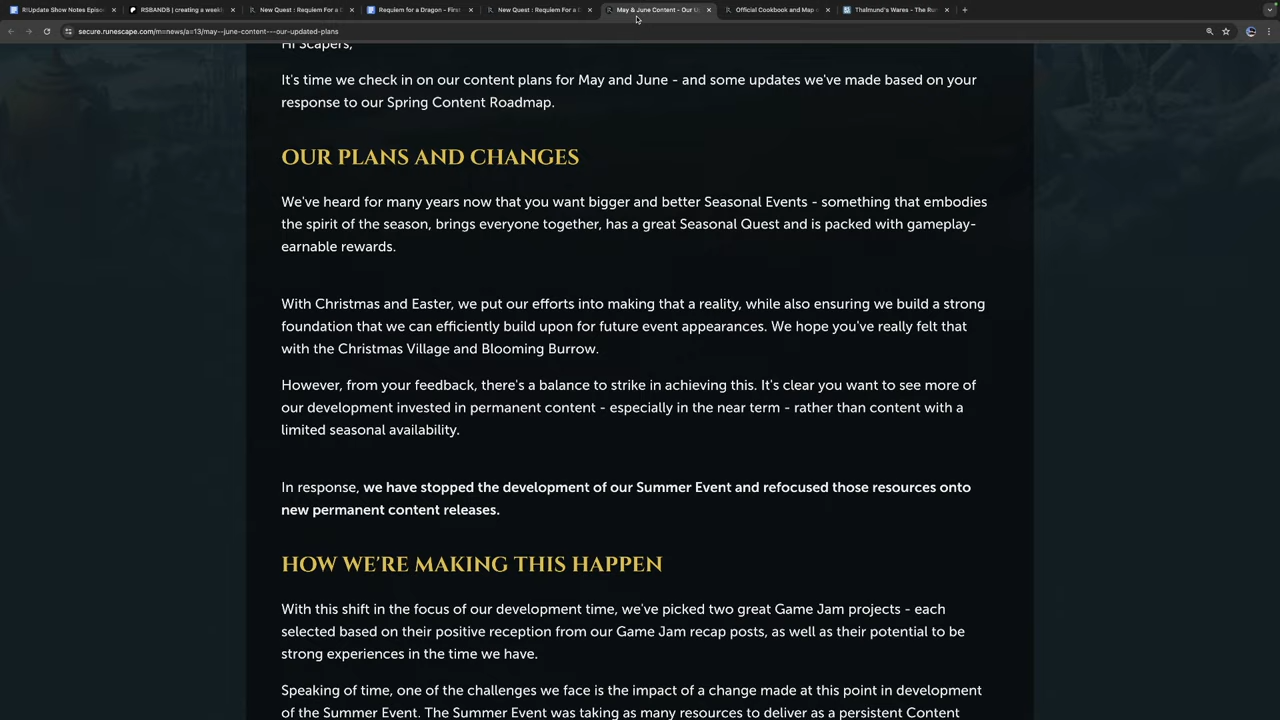 R!Update Show Notes Episo
RSBANDB | creating a weekl
New Quest : Requiem For a D
Requiem for a Dragon – First
New Quest : Requiem For a D
May & June Content - Our U
Official Cookbook and Map -
Thalmund's Wares - The Run
secure.runescape.com/m=news/a=13/may--june-content---our-updated-plans
Hi Scapers,
It's time we check in on our content plans for May and June - and some updates we've made based on your
response to our Spring Content Roadmap.
OUR PLANS AND CHANGES
We've heard for many years now that you want bigger and better Seasonal Events - something that embodies
the spirit of the season, brings everyone together, has a great Seasonal Quest and is packed with gameplay-
earnable rewards.
With Christmas and Easter, we put our efforts into making that a reality, while also ensuring we build a strong
foundation that we can efficiently build upon for future event appearances. We hope you've really felt that
with the Christmas Village and Blooming Burrow.
However, from your feedback, there's a balance to strike in achieving this. It's clear you want to see more of
our development invested in permanent content - especially in the near term - rather than content with a
limited seasonal availability.
In response, we have stopped the development of our Summer Event and refocused those resources onto
new permanent content releases.
HOW WE'RE MAKING THIS HAPPEN
With this shift in the focus of our development time, we've picked two great Game Jam projects - each
selected based on their positive reception from our Game Jam recap posts, as well as their potential to be
strong experiences in the time we have.
Speaking of time, one of the challenges we face is the impact of a change made at this point in development
of the Summer Event. The Summer Event was taking as many resources to deliver as a persistent Content